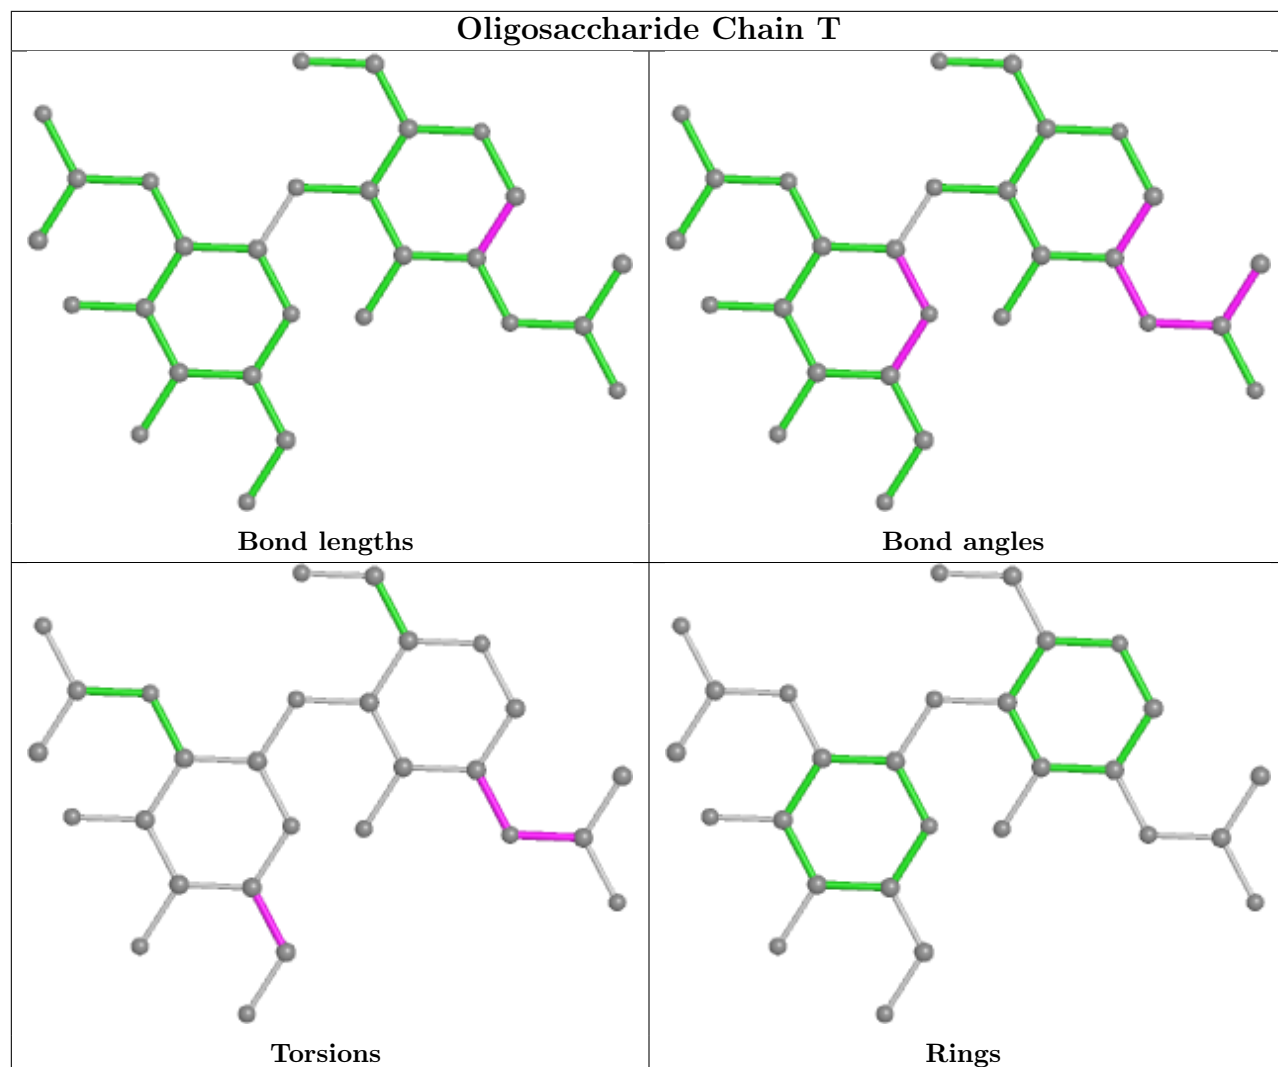 Oligosaccharide Chain T
Bond lengths
Bond angles
Torsions
Rings